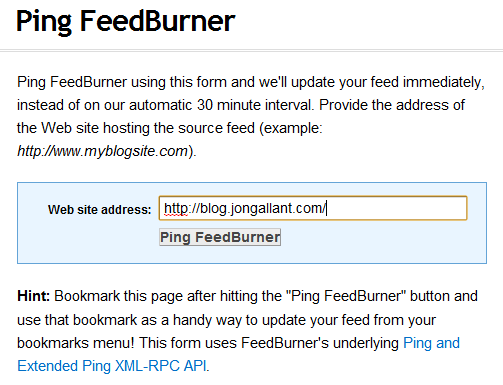 Ping FeedBurner
Ping FeedBurner using this form and we'll update your feed immediately,
instead of on our automatic 30 minute interval. Provide the address of
the Web site hosting the source feed (example:
http://www.myblogsite.com).
Web site address: http://blog.jongallant.com/
Ping FeedBurner
Hint: Bookmark this page after hitting the "Ping FeedBurner" button and
use that bookmark as a handy way to update your feed from your
bookmarks menu! This form uses FeedBurner's underlying Ping and
Extended Ping XML-RPC API.